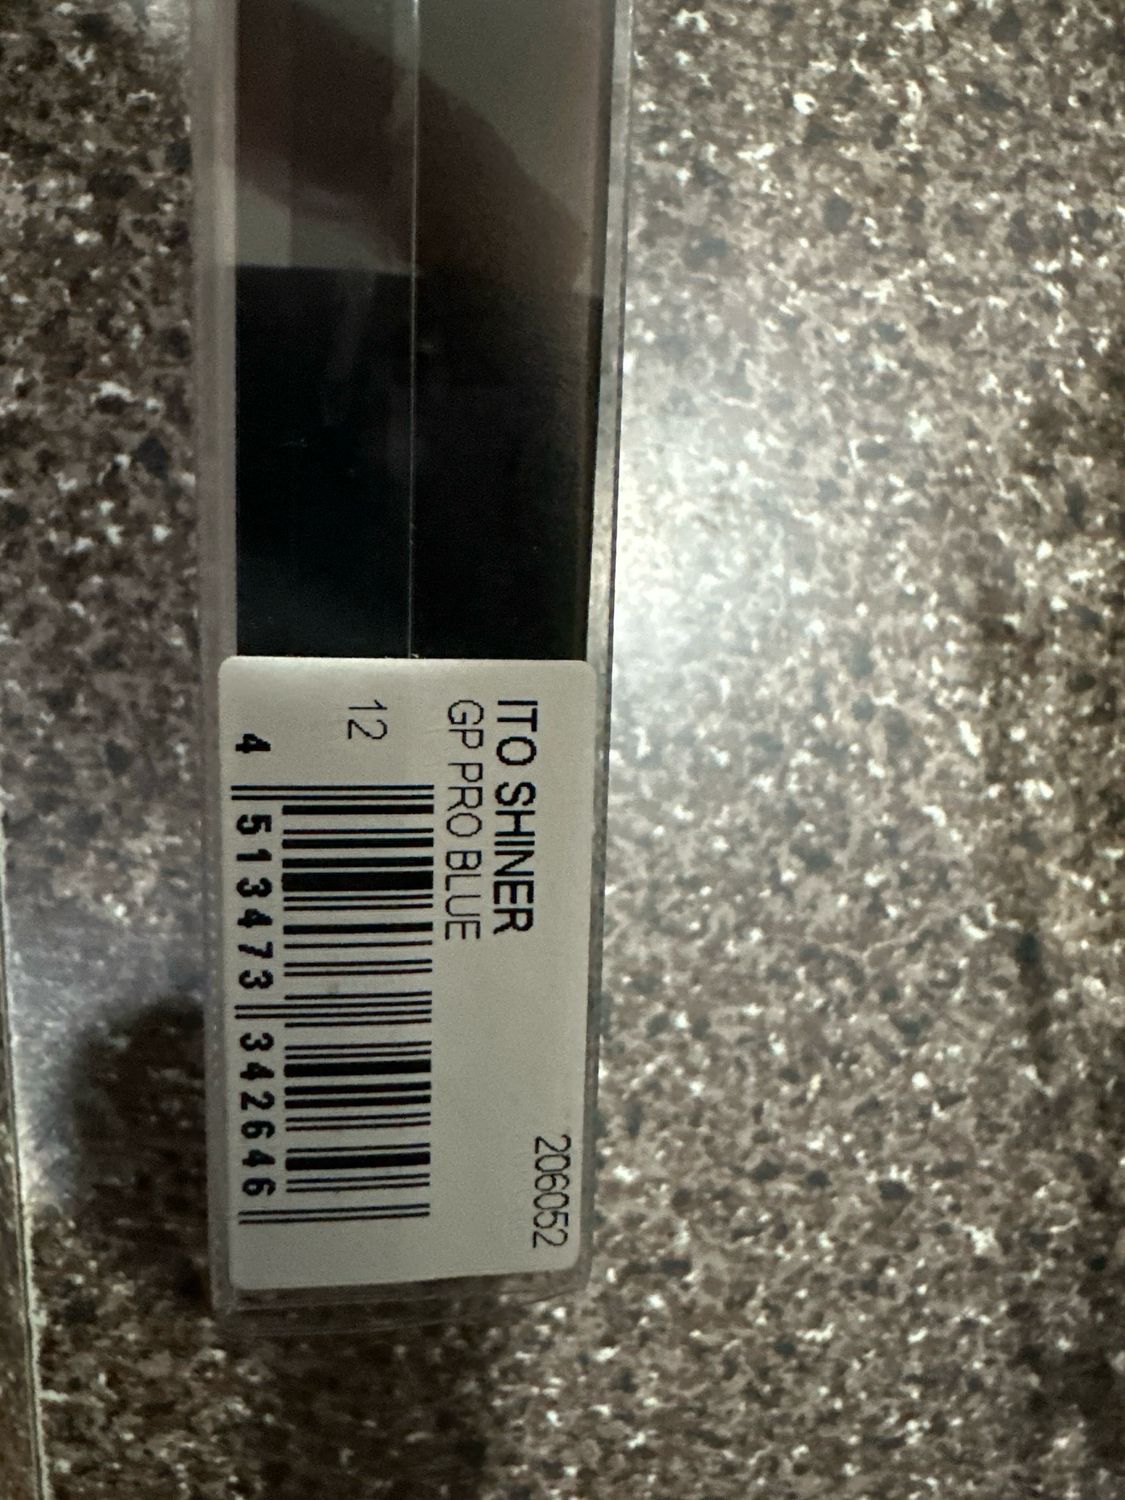 206052
ITO SHINER
GP PRO BLUE
12
4 513473 342646